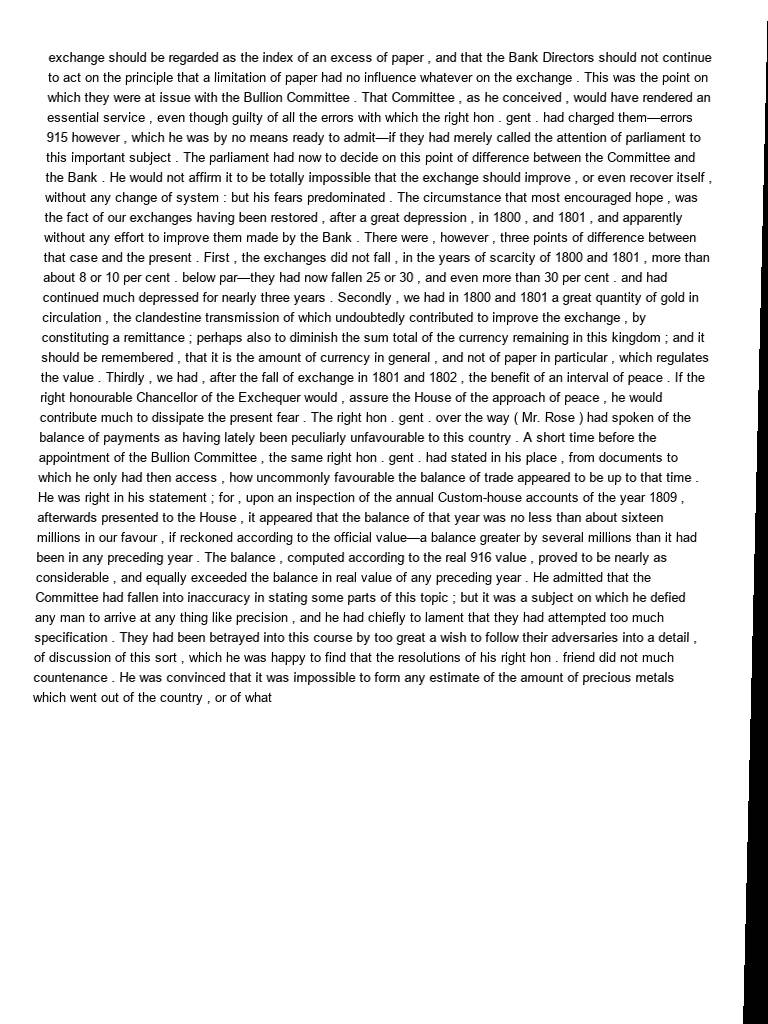 exchange should be regarded as the index of an excess of paper , and that the Bank Directors should not continue
to act on the principle that a limitation of paper had no influence whatever on the exchange . This was the point on
which they were at issue with the Bullion Committee . That Committee , as he conceived , would have rendered an
essential service , even though guilty of all the errors with which the right hon . gent . had charged them—errors
915 however , which he was by no means ready to admit—if they had merely called the attention of parliament to
this important subject . The parliament had now to decide on this point of difference between the Committee and
the Bank . He would not affirm it to be totally impossible that the exchange should improve , or even recover itself ,
without any change of system : but his fears predominated . The circumstance that most encouraged hope , was
the fact of our exchanges having been restored , after a great depression , in 1800 , and 1801 , and apparently
without any effort to improve them made by the Bank . There were , however , three points of difference between
that case and the present . First , the exchanges did not fall , in the years of scarcity of 1800 and 1801 , more than
about 8 or 10 per cent . below par—they had now fallen 25 or 30 , and even more than 30 per cent . and had
continued much depressed for nearly three years . Secondly , we had in 1800 and 1801 a great quantity of gold in
circulation , the clandestine transmission of which undoubtedly contributed to improve the exchange , by
constituting a remittance ; perhaps also to diminish the sum total of the currency remaining in this kingdom ; and it
should be remembered , that it is the amount of currency in general , and not of paper in particular , which regulates
the value . Thirdly , we had , after the fall of exchange in 1801 and 1802 , the benefit of an interval of peace . If the
right honourable Chancellor of the Exchequer would , assure the House of the approach of peace , he would
contribute much to dissipate the present fear . The right hon . gent . over the way ( Mr. Rose ) had spoken of the
balance of payments as having lately been peculiarly unfavourable to this country . A short time before the
appointment of the Bullion Committee , the same right hon . gent . had stated in his place , from documents to
which he only had then access , how uncommonly favourable the balance of trade appeared to be up to that time .
He was right in his statement ; for , upon an inspection of the annual Custom-house accounts of the year 1809 ,
afterwards presented to the House , it appeared that the balance of that year was no less than about sixteen
millions in our favour , if reckoned according to the official value—a balance greater by several millions than it had
been in any preceding year . The balance , computed according to the real 916 value , proved to be nearly as
considerable , and equally exceeded the balance in real value of any preceding year . He admitted that the
Committee had fallen into inaccuracy in stating some parts of this topic ; but it was a subject on which he defied
any man to arrive at any thing like precision , and he had chiefly to lament that they had attempted too much
specification . They had been betrayed into this course by too great a wish to follow their adversaries into a detail ,
of discussion of this sort , which he was happy to find that the resolutions of his right hon . friend did not much
countenance . He was convinced that it was impossible to form any estimate of the amount of precious metals
which went out of the country , or of what